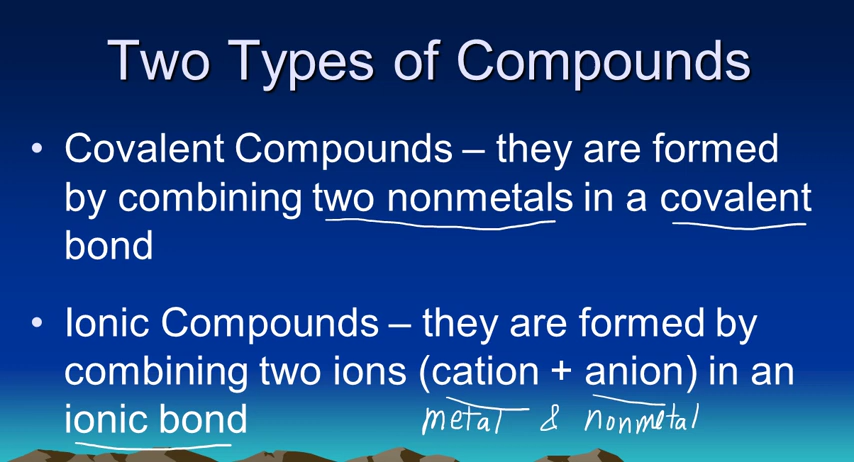 Two Types of Compounds
• Covalent Compounds – they are formed
by combining two nonmetals in a covalent
bond
• Ionic Compounds – they are formed by
combining two ions (cation + anion) in an
ionic bond
metal & nonmetal